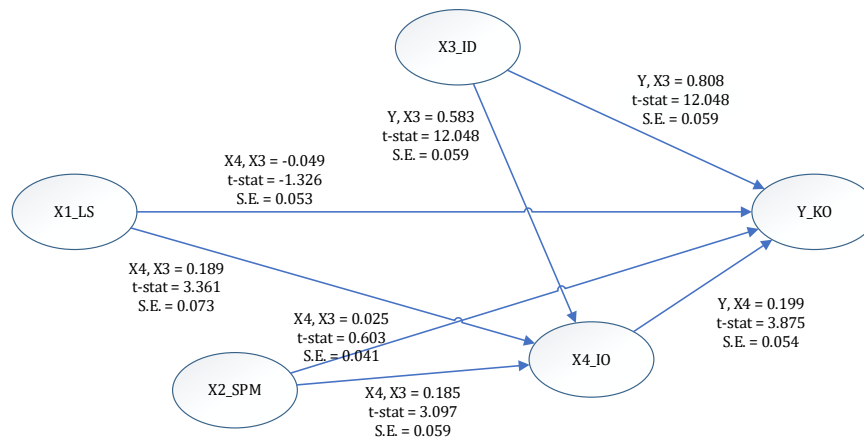 X3_ID
Y, X3 = 0.808
t-stat = 12.048
S.E. = 0.059
Y, X3 = 0.583
t-stat = 12.048
S.E. = 0.059
X4, X3 = -0.049
t-stat = -1.326
S.E. = 0.053
X1_LS
Y_KO
X4, X3 = 0.189
t-stat = 3.361
S.E. = 0.073
Y, X4 = 0.199
t-stat = 3.875
S.E. = 0.054
X4, X3 = 0.025
t-stat = 0.603
S.E. = 0.041
X4_IO
X2_SPM
X4, X3 = 0.185
t-stat = 3.097
S.E. = 0.059